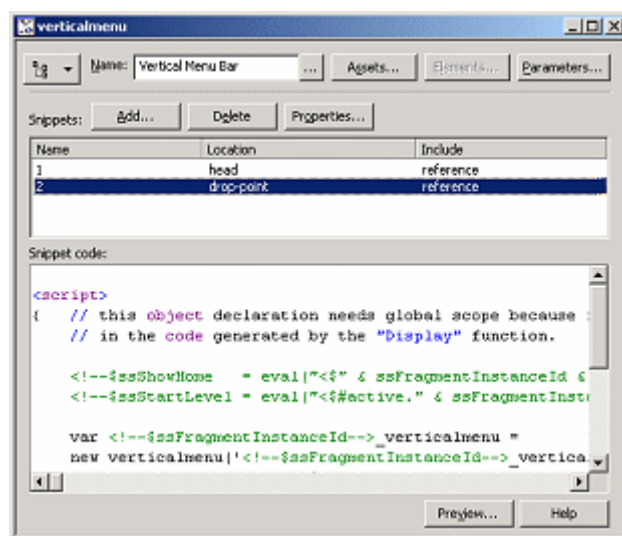 verticalmenu
Name: Vertical Menu Bar ... Assets... Elements... Parameters...
Snippets: Add... Delete Properties...
Name Location Include
1 head reference
2 drop-point reference
Snippet code:
<script>
{ // this object declaration needs global scope because
// in the code generated by the "Display" function.
<!--$ssShowHome = eval("<$" & ssFragmentInstanceId &
<!--$ssStartLevel = eval("<$#active." & ssFragmentInst
var <!--$ssFragmentInstanceId-->_verticalmenu =
new verticalmenu('<!--$ssFragmentInstanceId-->_vertica
Preview... Help